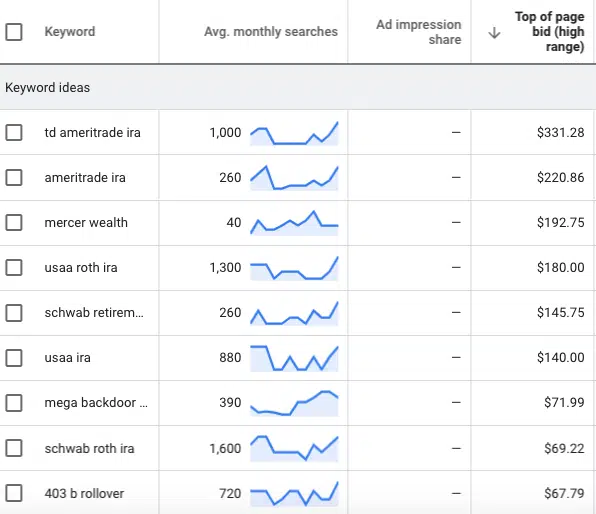 Keyword Avg. monthly searches Ad impression share Top of page bid (high range)
Keyword ideas
td ameritrade ira 1,000 – $331.28
ameritrade ira 260 – $220.86
mercer wealth 40 – $192.75
usaa roth ira 1,300 – $180.00
schwab retirem... 260 – $145.75
usaa ira 880 – $140.00
mega backdoor ... 390 – $71.99
schwab roth ira 1,600 – $69.22
403 b rollover 720 – $67.79